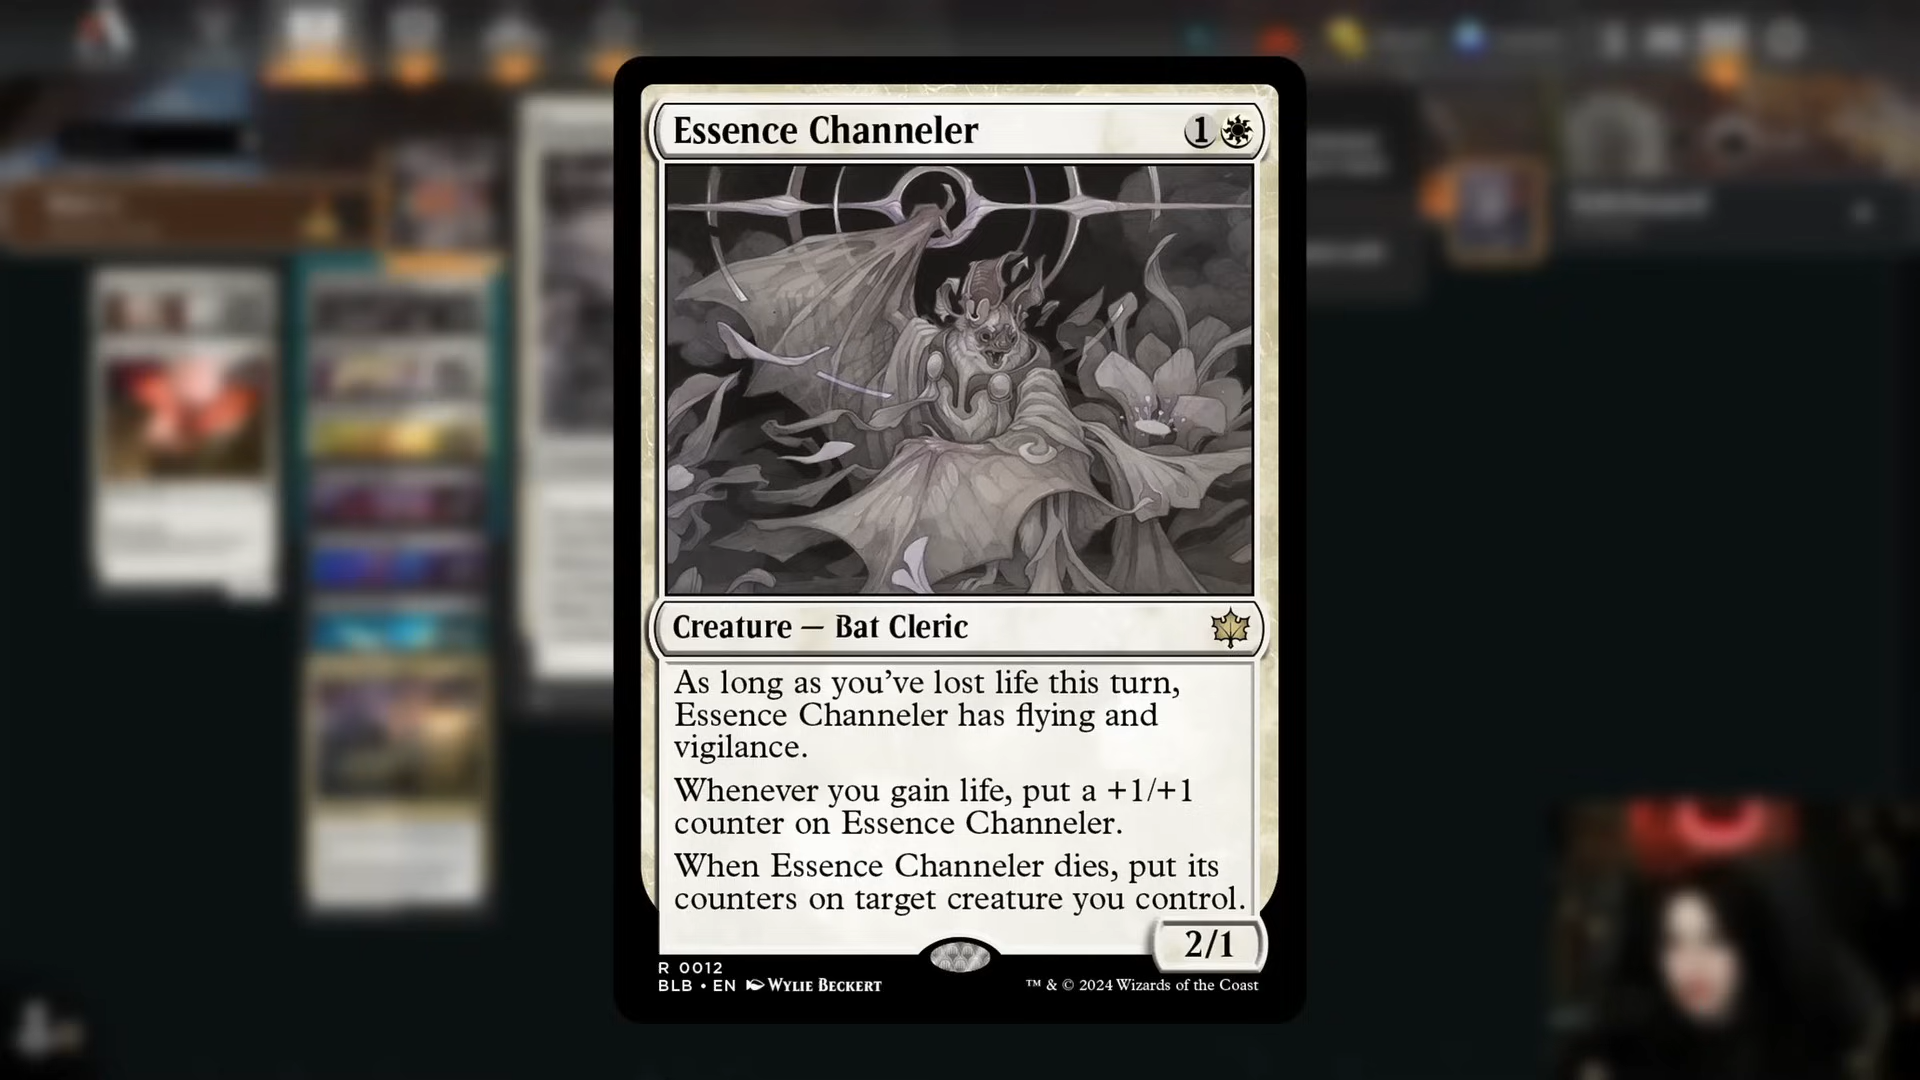 Essence Channeler 1
Creature — Bat Cleric
As long as you've lost life this turn,
Essence Channeler has flying and
vigilance.
Whenever you gain life, put a +1/+1
counter on Essence Channeler.
When Essence Channeler dies, put its
counters on target creature you control.
2/1
R 0012
BLB • EN WYLIE BECKERT
™ & © 2024 Wizards of the Coast